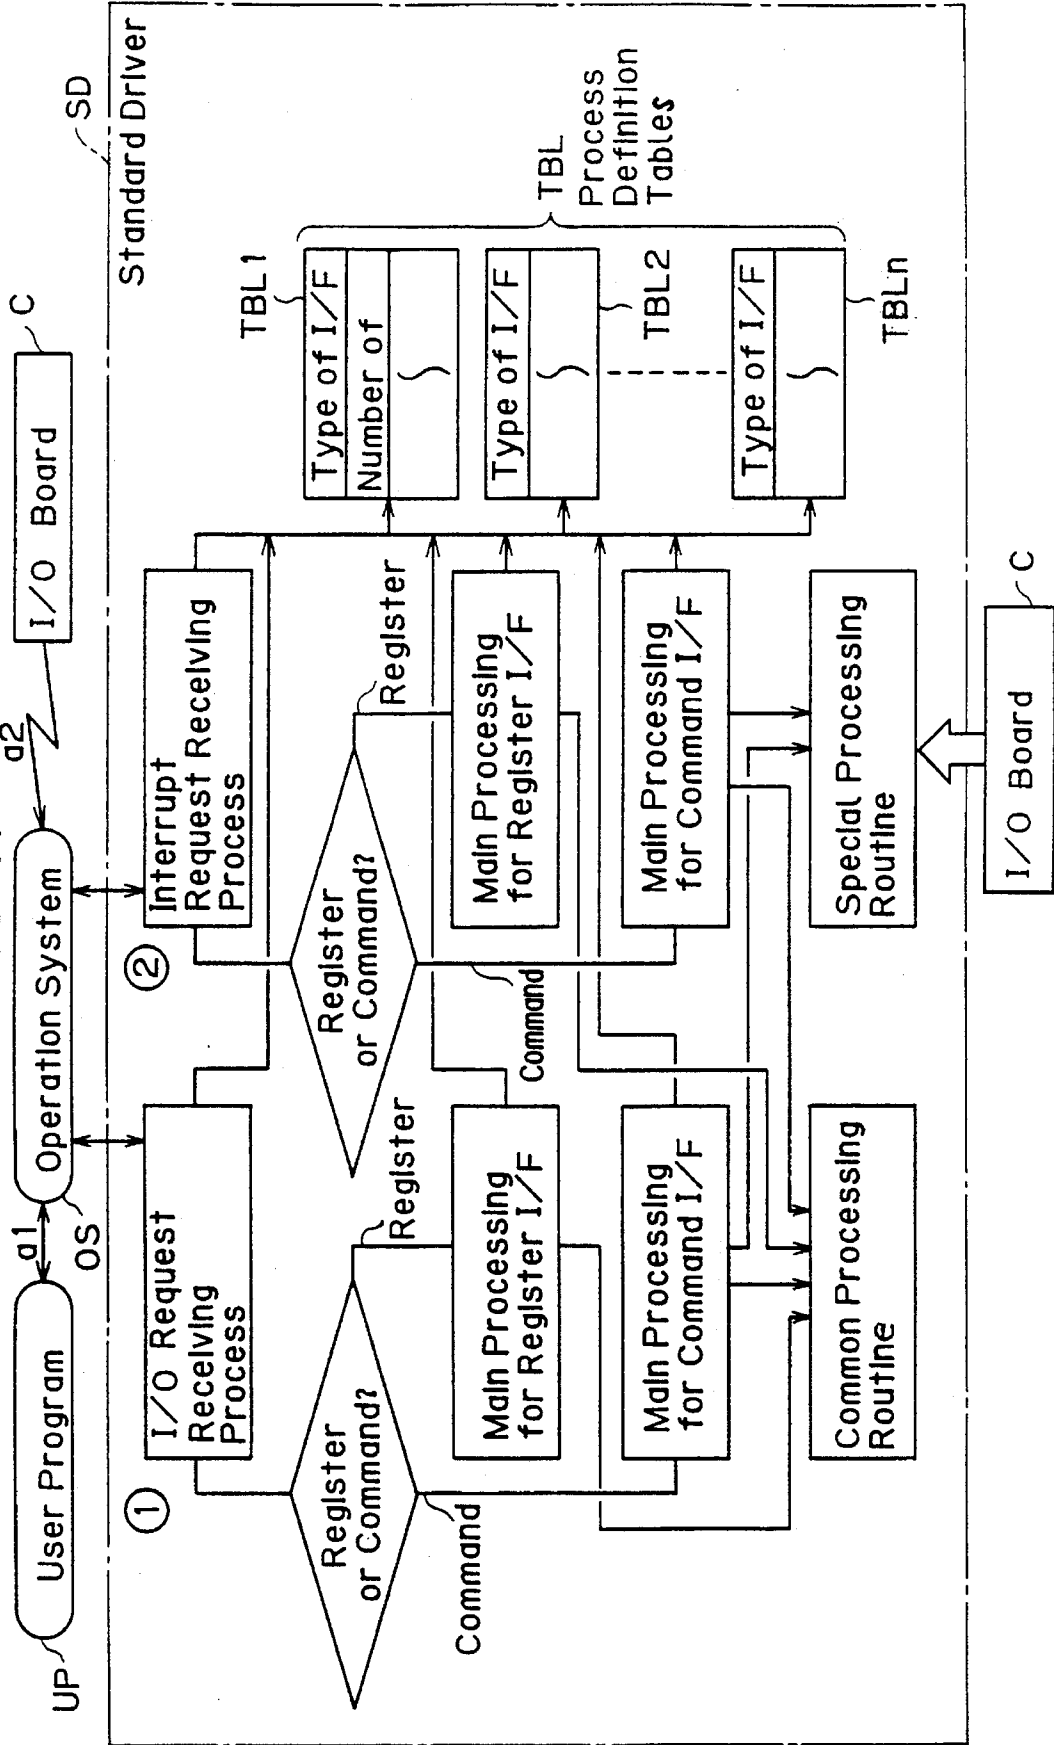 UP
User Program
a1
OS
Operation System
a2
I/O Board
C
SD
Standard Driver
①
I/O Request
Receiving
Process
②
Interrupt
Request Receiving
Process
Register
or Command?
Register
Command
Register
or Command?
Register
Command
Main Processing
for Register I/F
Main Processing
for Register I/F
Main Processing
for Command I/F
Main Processing
for Command I/F
Common Processing
Routine
Special Processing
Routine
TBL1
Type of I/F
Number of
Type of I/F
TBL2
Type of I/F
TBLn
TBL
Process
Definition
Tables
I/O Board
C